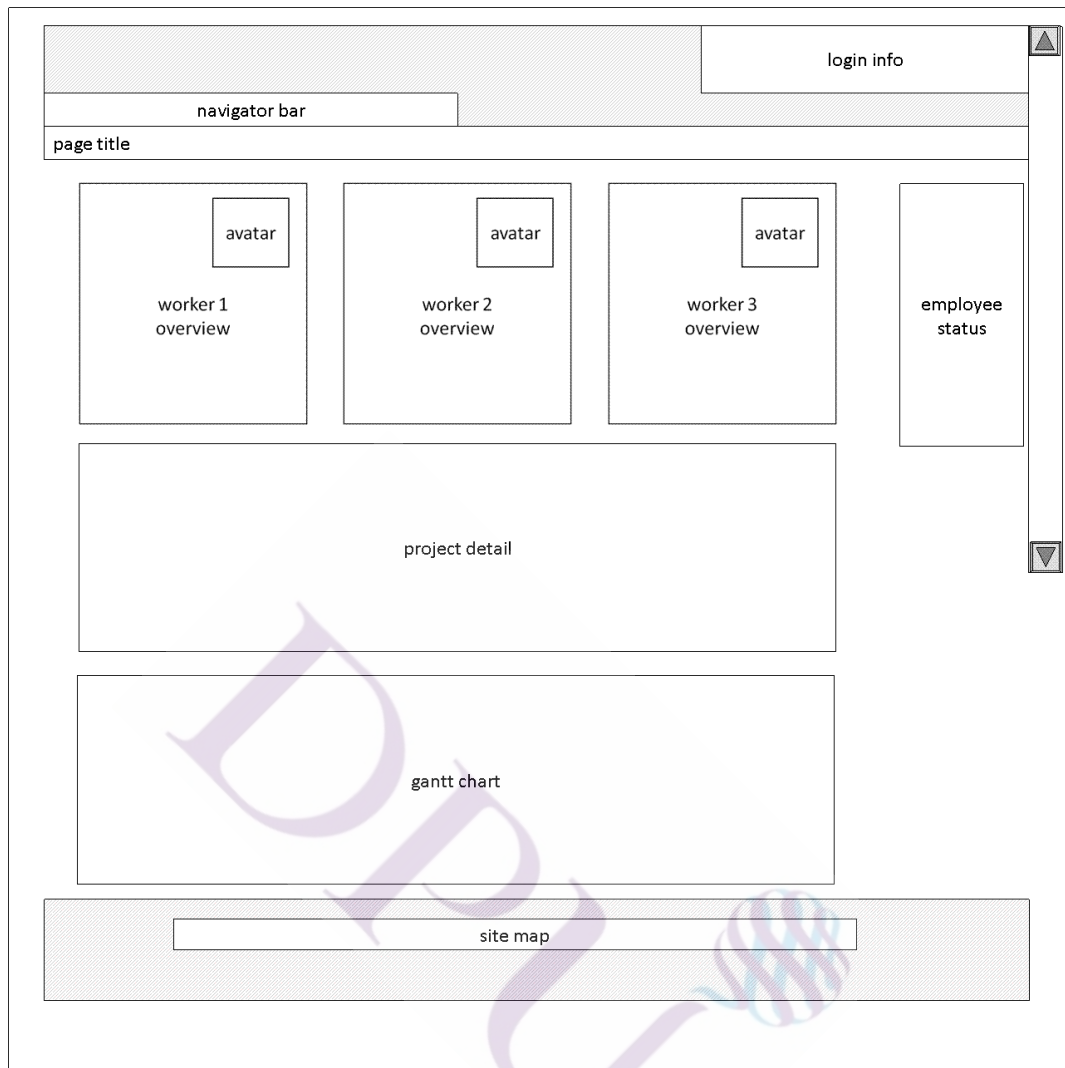 login info
navigator bar
page title
avatar
avatar
avatar
worker 1
overview
worker 2
overview
worker 3
overview
employee
status
project detail
gantt chart
site map
DPU